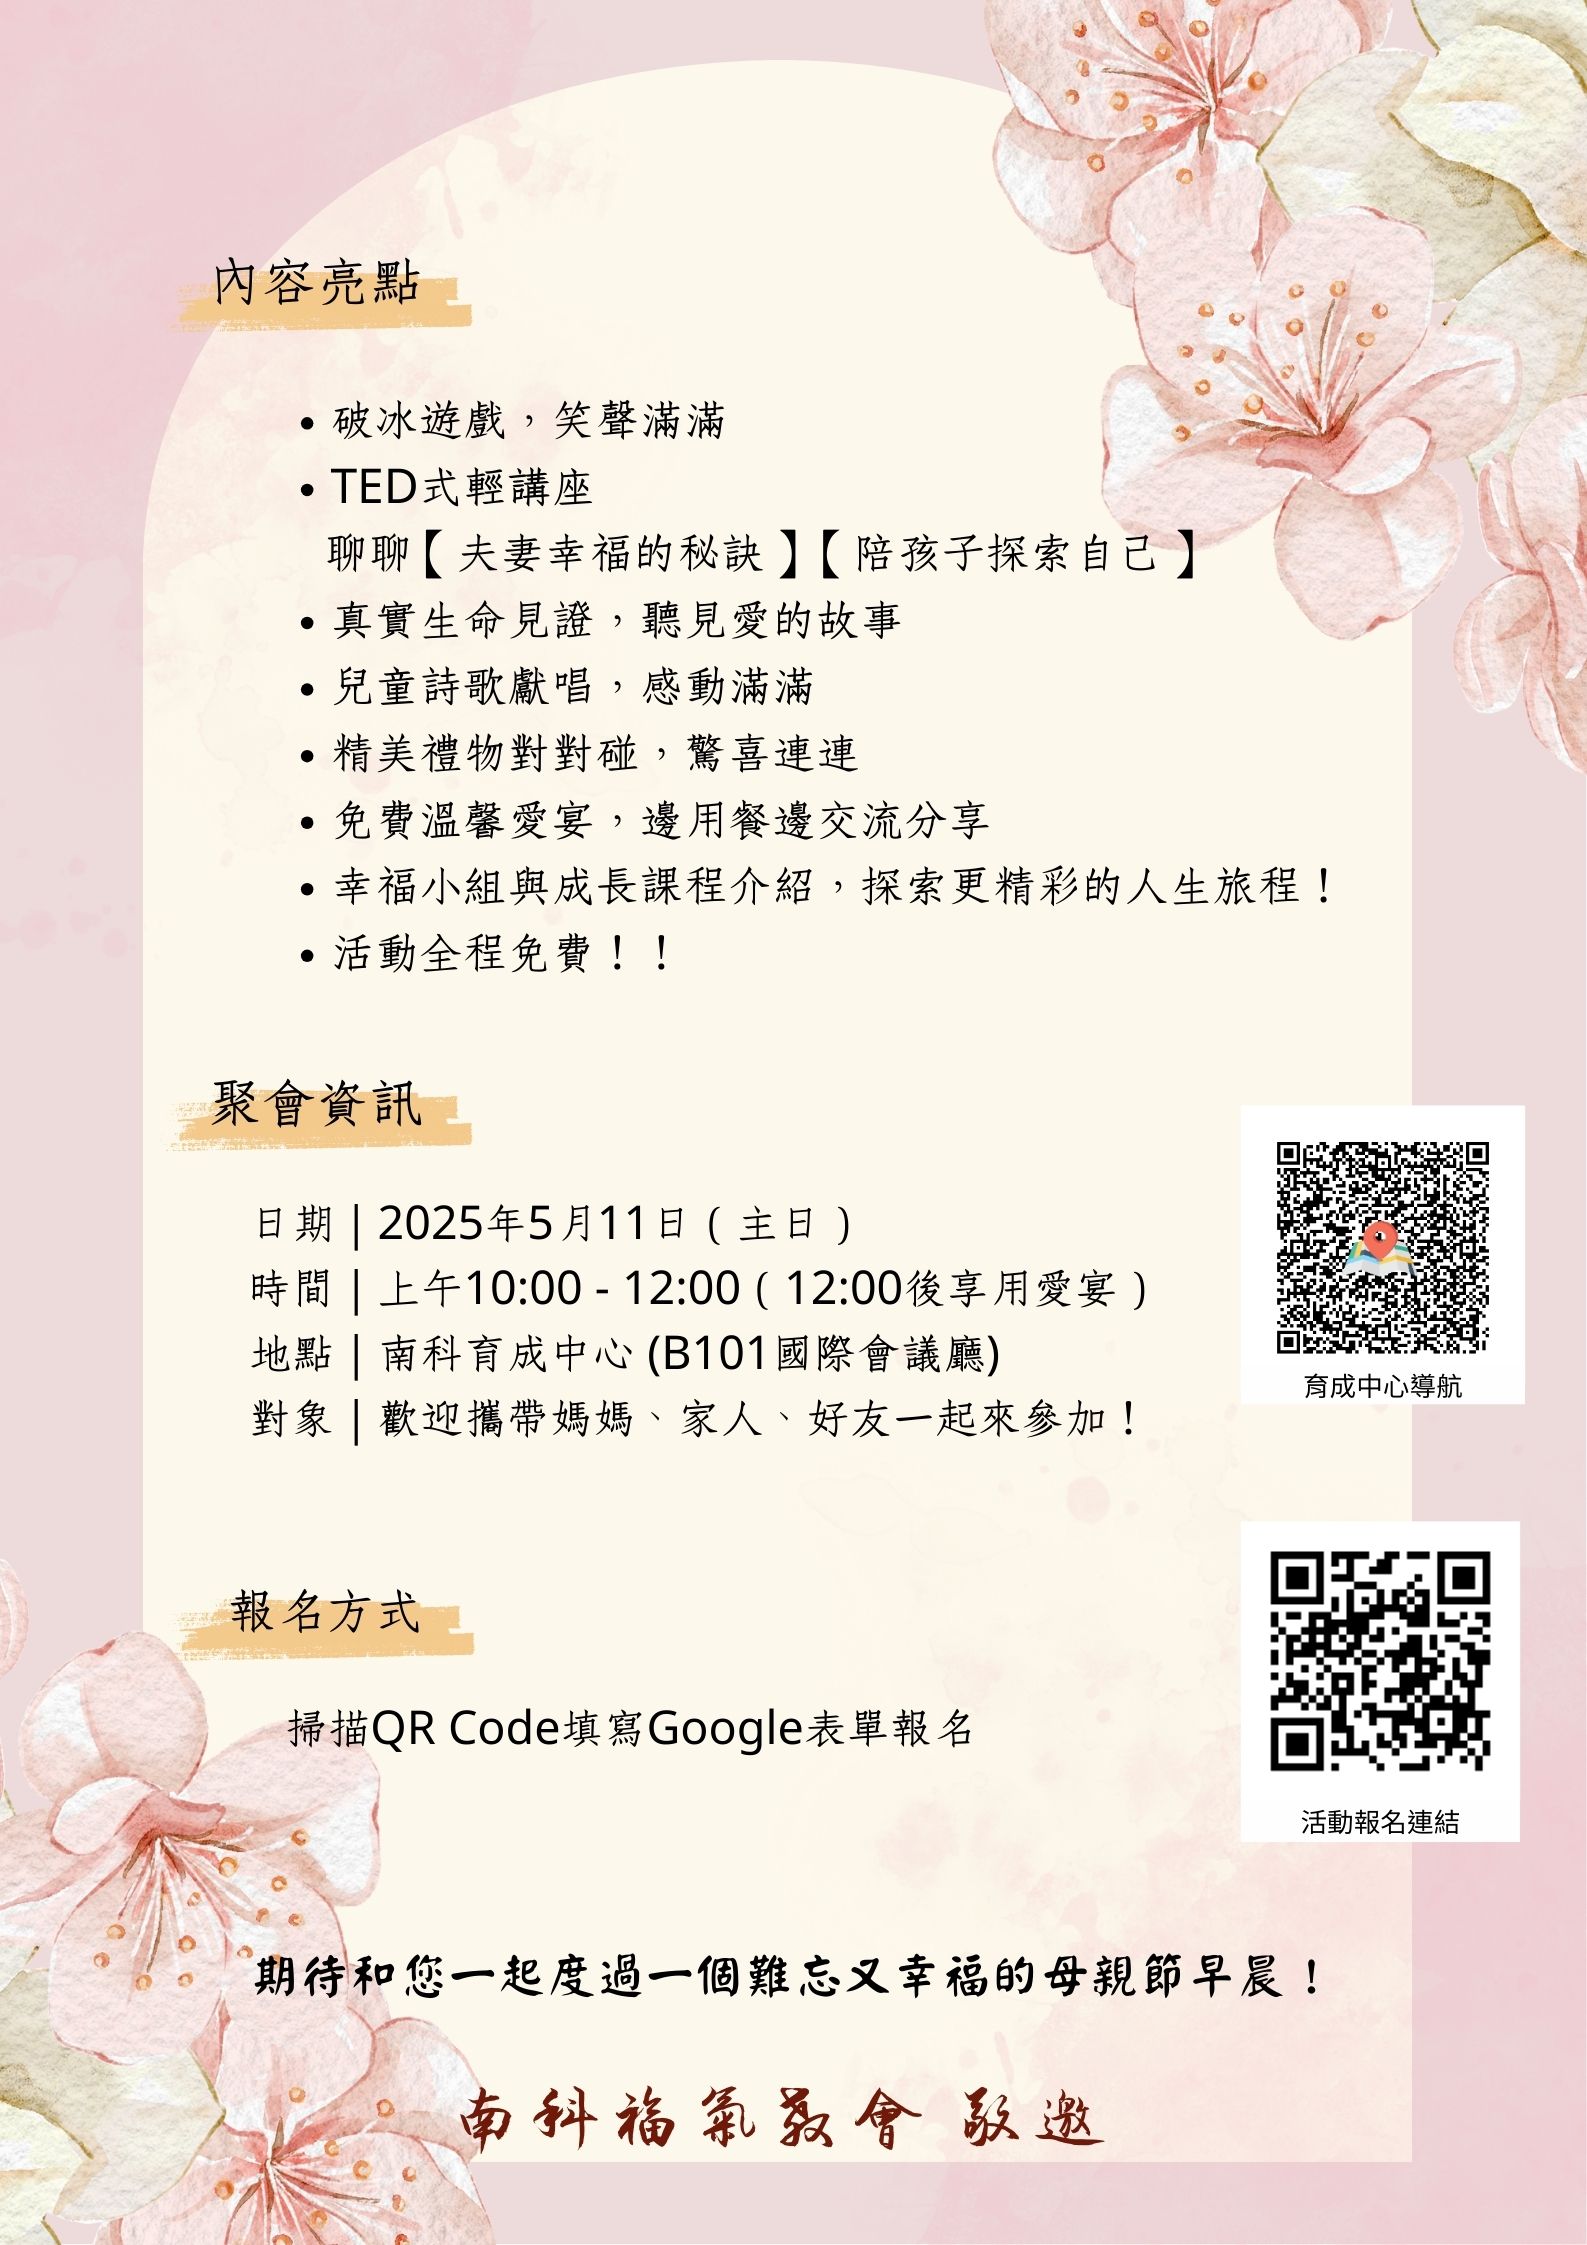 內容亮點
• 破冰遊戲，笑聲滿滿
• TED式輕講座
聊聊【 夫妻幸福的秘訣 】【 陪孩子探索自己 】
• 真實生命見證，聽見愛的故事
• 兒童詩歌獻唱，感動滿滿
• 精美禮物對對碰，驚喜連連
• 免費溫馨愛宴，邊用餐邊交流分享
• 幸福小組與成長課程介紹，探索更精彩的人生旅程！
• 活動全程免費！！
聚會資訊
日期 | 2025年5月11日（主日）
時間 | 上午10:00 - 12:00（12:00後享用愛宴）
地點 | 南科育成中心 (B101國際會議廳)
對象 | 歡迎攜帶媽媽、家人、好友一起來參加！
育成中心導航
報名方式
掃描QR Code填寫Google表單報名
活動報名連結
期待和您一起度過一個難忘又幸福的母親節早晨！
南科福氣教會 敬邀